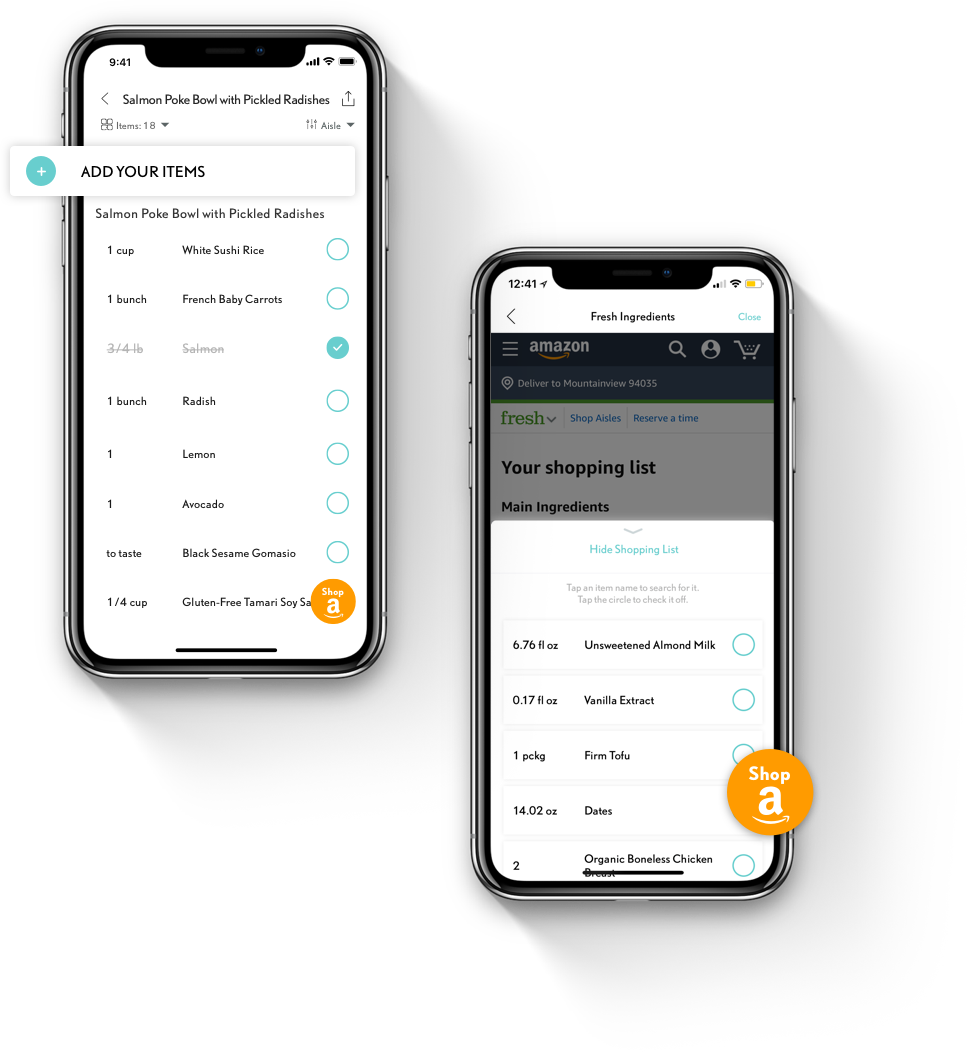 9:41
Salmon Poke Bowl with Pickled Radishes
Items: 18
Aisle
+ ADD YOUR ITEMS
Salmon Poke Bowl with Pickled Radishes
1 cup White Sushi Rice
1 bunch French Baby Carrots
3/4 lb Salmon
1 bunch Radish
1 Lemon
1 Avocado
to taste Black Sesame Gomasio
1/4 cup Gluten-Free Tamari Soy Sa
Shop
a
12:41
Fresh Ingredients
Close
amazon
Deliver to Mountainview 94035
fresh
Shop Aisles
Reserve a time
Your shopping list
Main Ingredients
Hide Shopping List
Tap an item name to search for it.
Tap the circle to check it off.
6.76 fl oz Unsweetened Almond Milk
0.17 fl oz Vanilla Extract
1 pckg Firm Tofu
14.02 oz Dates
2 Organic Boneless Chicken
Breast
Shop
a